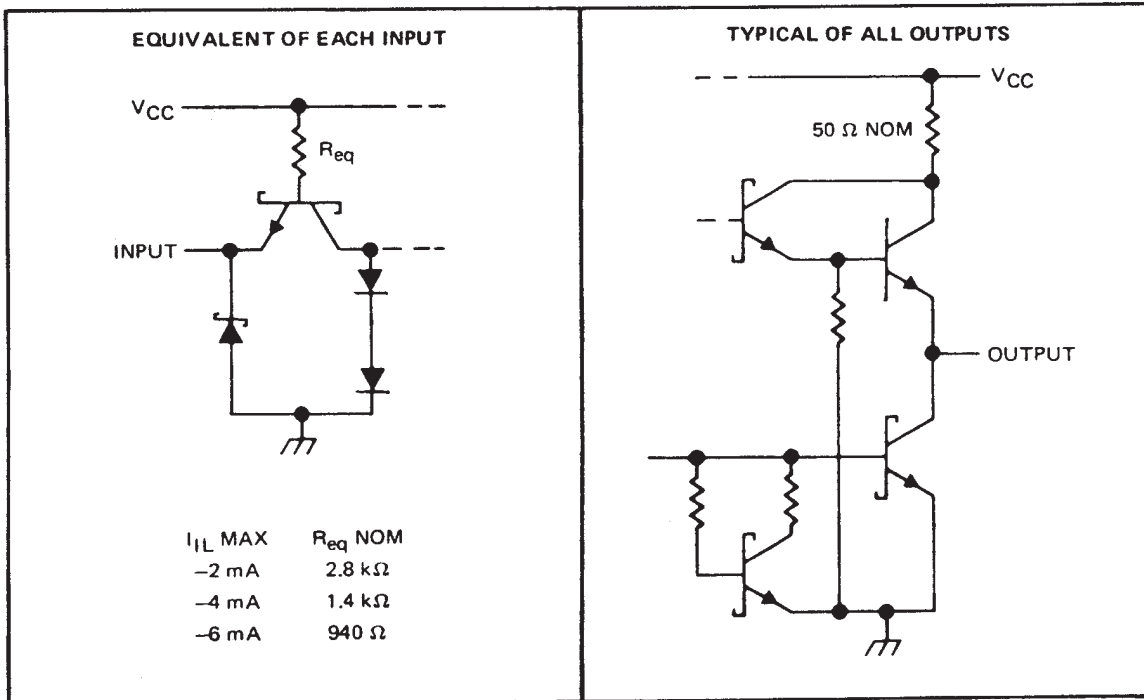 EQUIVALENT OF EACH INPUT
VCC
Req
INPUT
IIL MAX Req NOM
–2 mA 2.8 kΩ
–4 mA 1.4 kΩ
–6 mA 940 Ω
TYPICAL OF ALL OUTPUTS
VCC
50 Ω NOM
OUTPUT